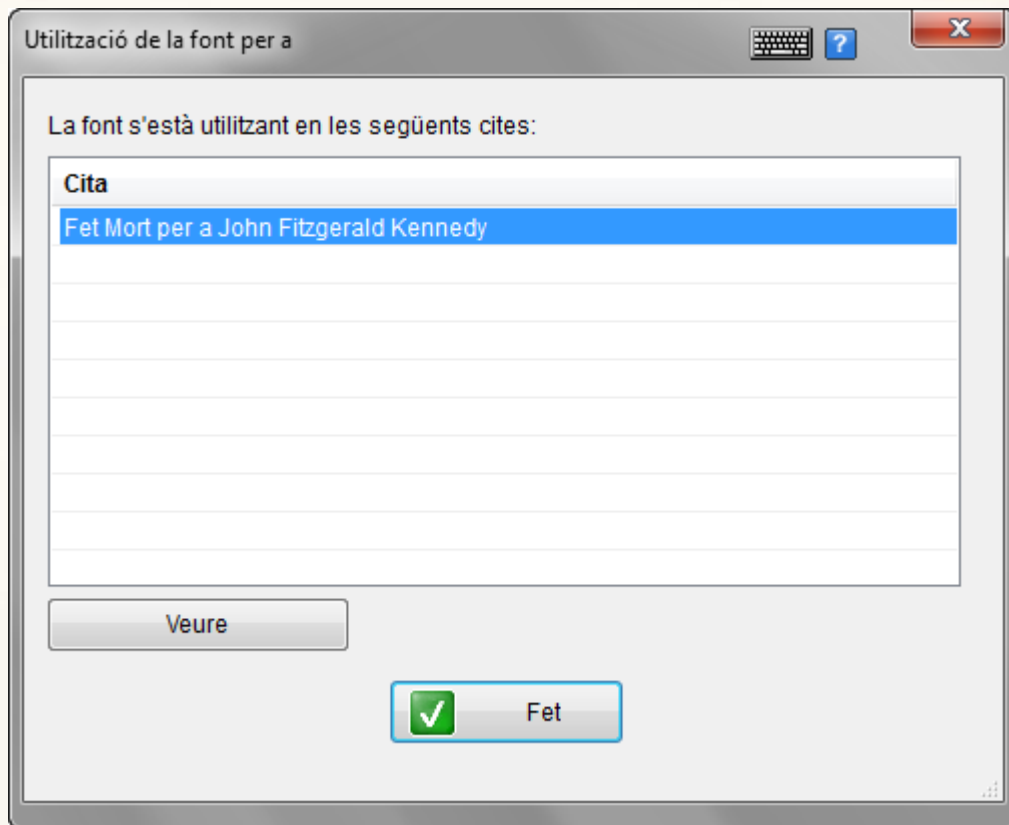 Utilització de la font per a
La font s'està utilitzant en les següents cites:
Cita
Fet Mort per a John Fitzgerald Kennedy
Veure
Fet